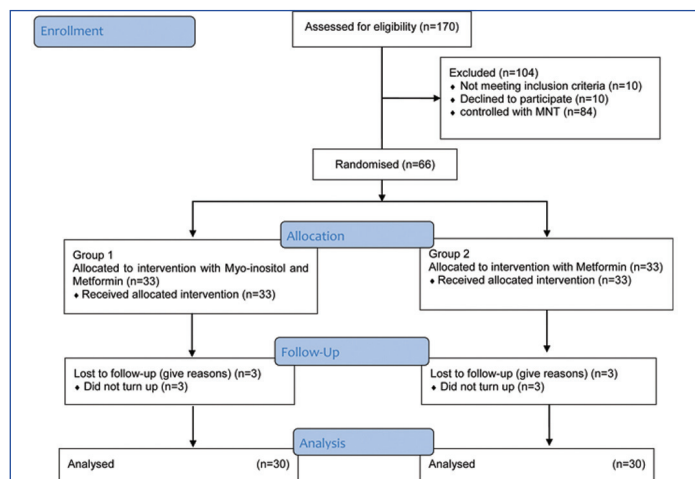 Enrollment
Assessed for eligibility (n=170)
Excluded (n=104)
♦ Not meeting inclusion criteria (n=10)
♦ Declined to participate (n=10)
♦ controlled with MNT (n=84)
Randomised (n=66)
Allocation
Group 1
Allocated to intervention with Myo-inositol and
Metformin (n=33)
♦ Received allocated intervention (n=33)
Group 2
Allocated to intervention with Metformin (n=33)
♦ Received allocated intervention (n=33)
Follow-Up
Lost to follow-up (give reasons) (n=3)
♦ Did not turn up (n=3)
Lost to follow-up (give reasons) (n=3)
♦ Did not turn up (n=3)
Analysis
Analysed (n=30)
Analysed (n=30)